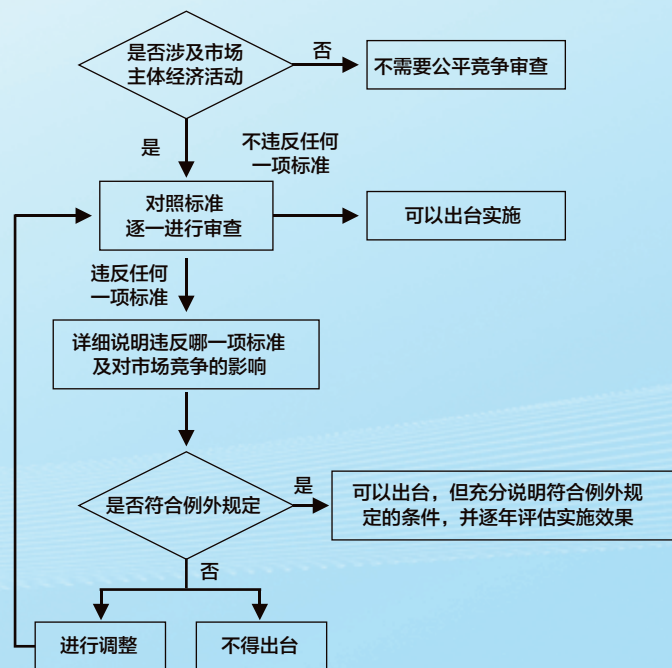 是否涉及市场
主体经济活动
否
不需要公平竞争审查
是
不违反任何
一项标准
对照标准
逐一进行审查
可以出台实施
违反任何
一项标准
详细说明违反哪一项标准
及对市场竞争的影响
是否符合例外规定
是
可以出台，但充分说明符合例外规
定的条件，并逐年评估实施效果
否
进行调整
不得出台